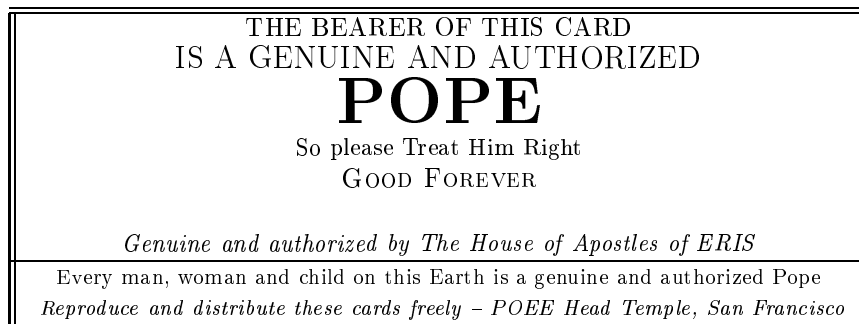 THE BEARER OF THIS CARD
IS A GENUINE AND AUTHORIZED
POPE
So please Treat Him Right
GOOD FOREVER
Genuine and authorized by The House of Apostles of ERIS
Every man, woman and child on this Earth is a genuine and authorized Pope
Reproduce and distribute these cards freely – POEE Head Temple, San Francisco